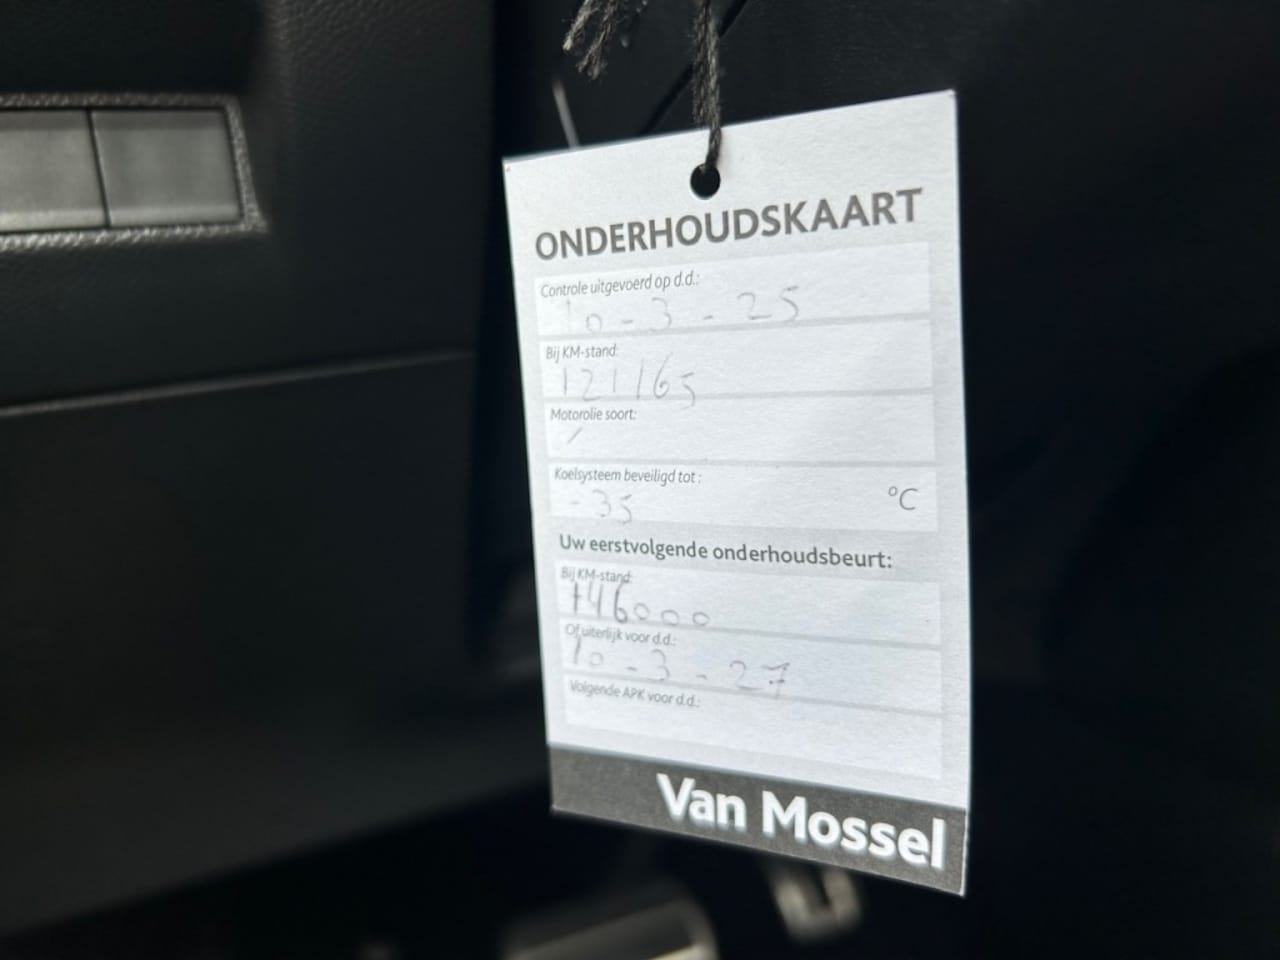 ONDERHOUDSKAART
Controle uitgevoerd op d.d.:
10 - 3 - 25
Bij KM-stand:
121165
Motorolie soort:
/
Koelsysteem beveiligd tot :
-35 °C
Uw eerstvolgende onderhoudsbeurt:
Bij KM-stand:
146000
Of uiterlijk voor d.d.:
10 - 3 - 27
Volgende APK voor d.d.:
Van Mossel